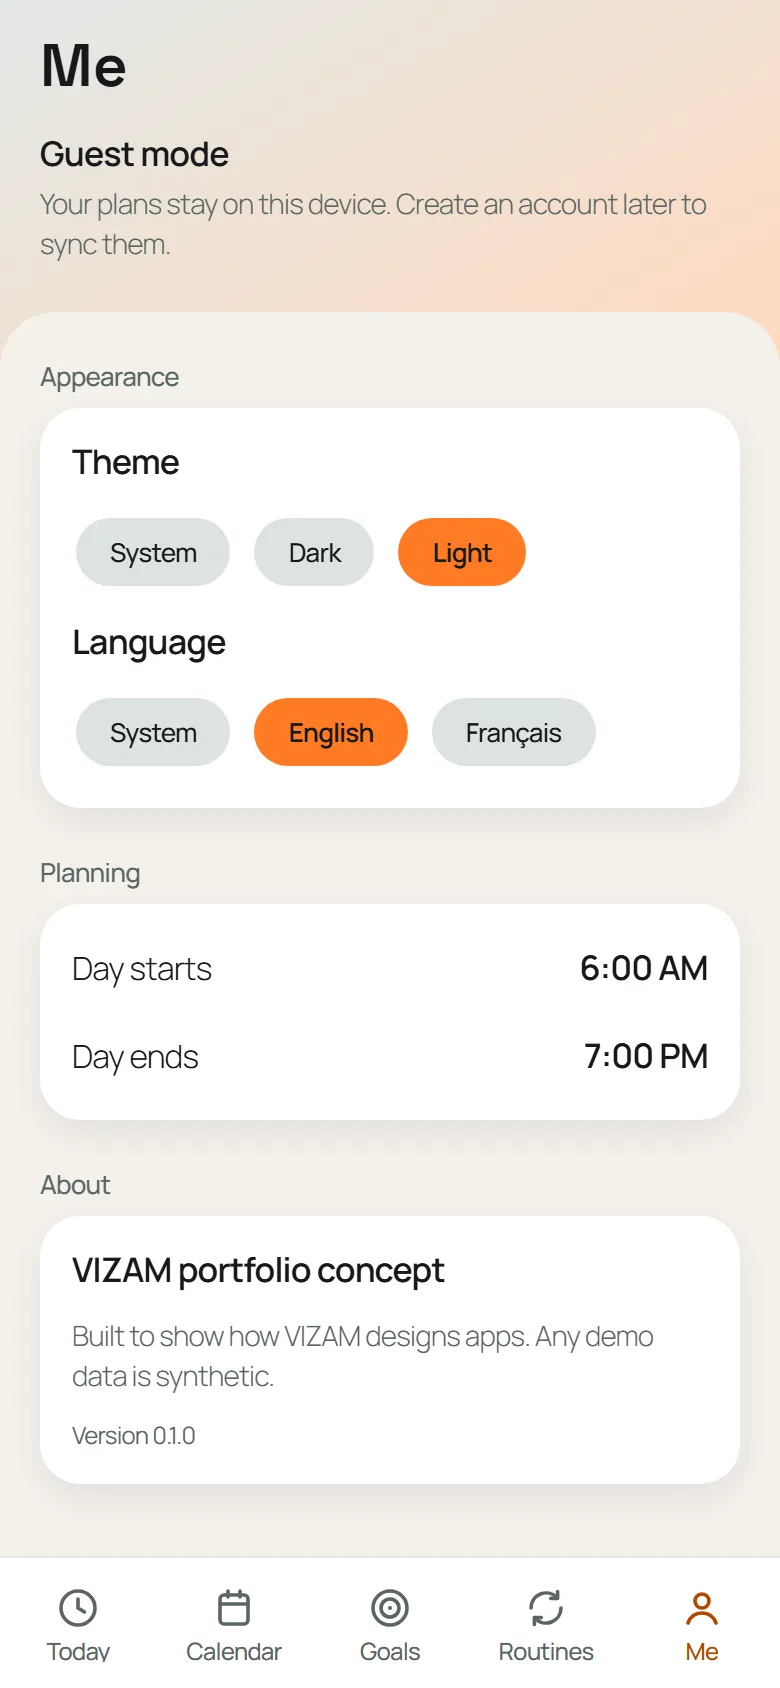 Me
Guest mode
Your plans stay on this device. Create an account later to
sync them.
Appearance
Theme
System Dark Light
Language
System English Français
Planning
Day starts 6:00 AM
Day ends 7:00 PM
About
VIZAM portfolio concept
Built to show how VIZAM designs apps. Any demo
data is synthetic.
Version 0.1.0
Today Calendar Goals Routines Me